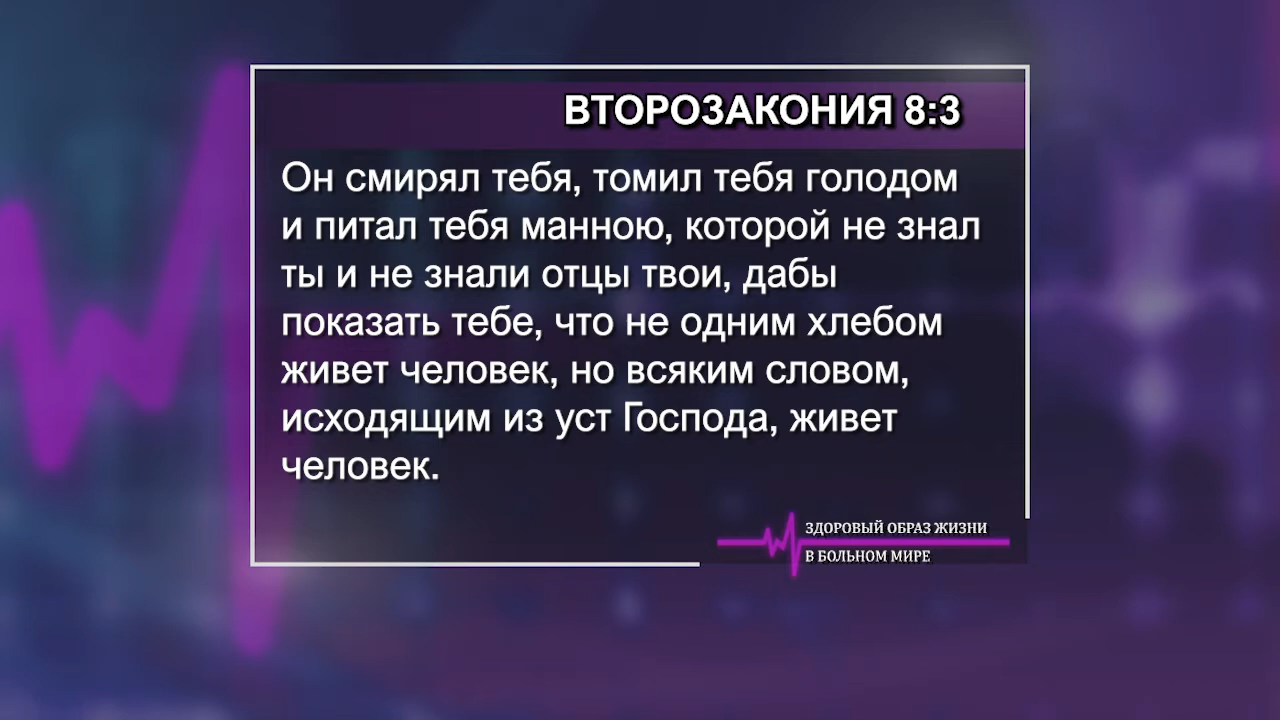 ВТОРОЗАКОНИЯ 8:3
Он смирял тебя, томил тебя голодом
и питал тебя манною, которой не знал
ты и не знали отцы твои, дабы
показать тебе, что не одним хлебом
живет человек, но всяким словом,
исходящим из уст Господа, живет
человек.
ЗДОРОВЫЙ ОБРАЗ ЖИЗНИ
В БОЛЬНОМ МИРЕ